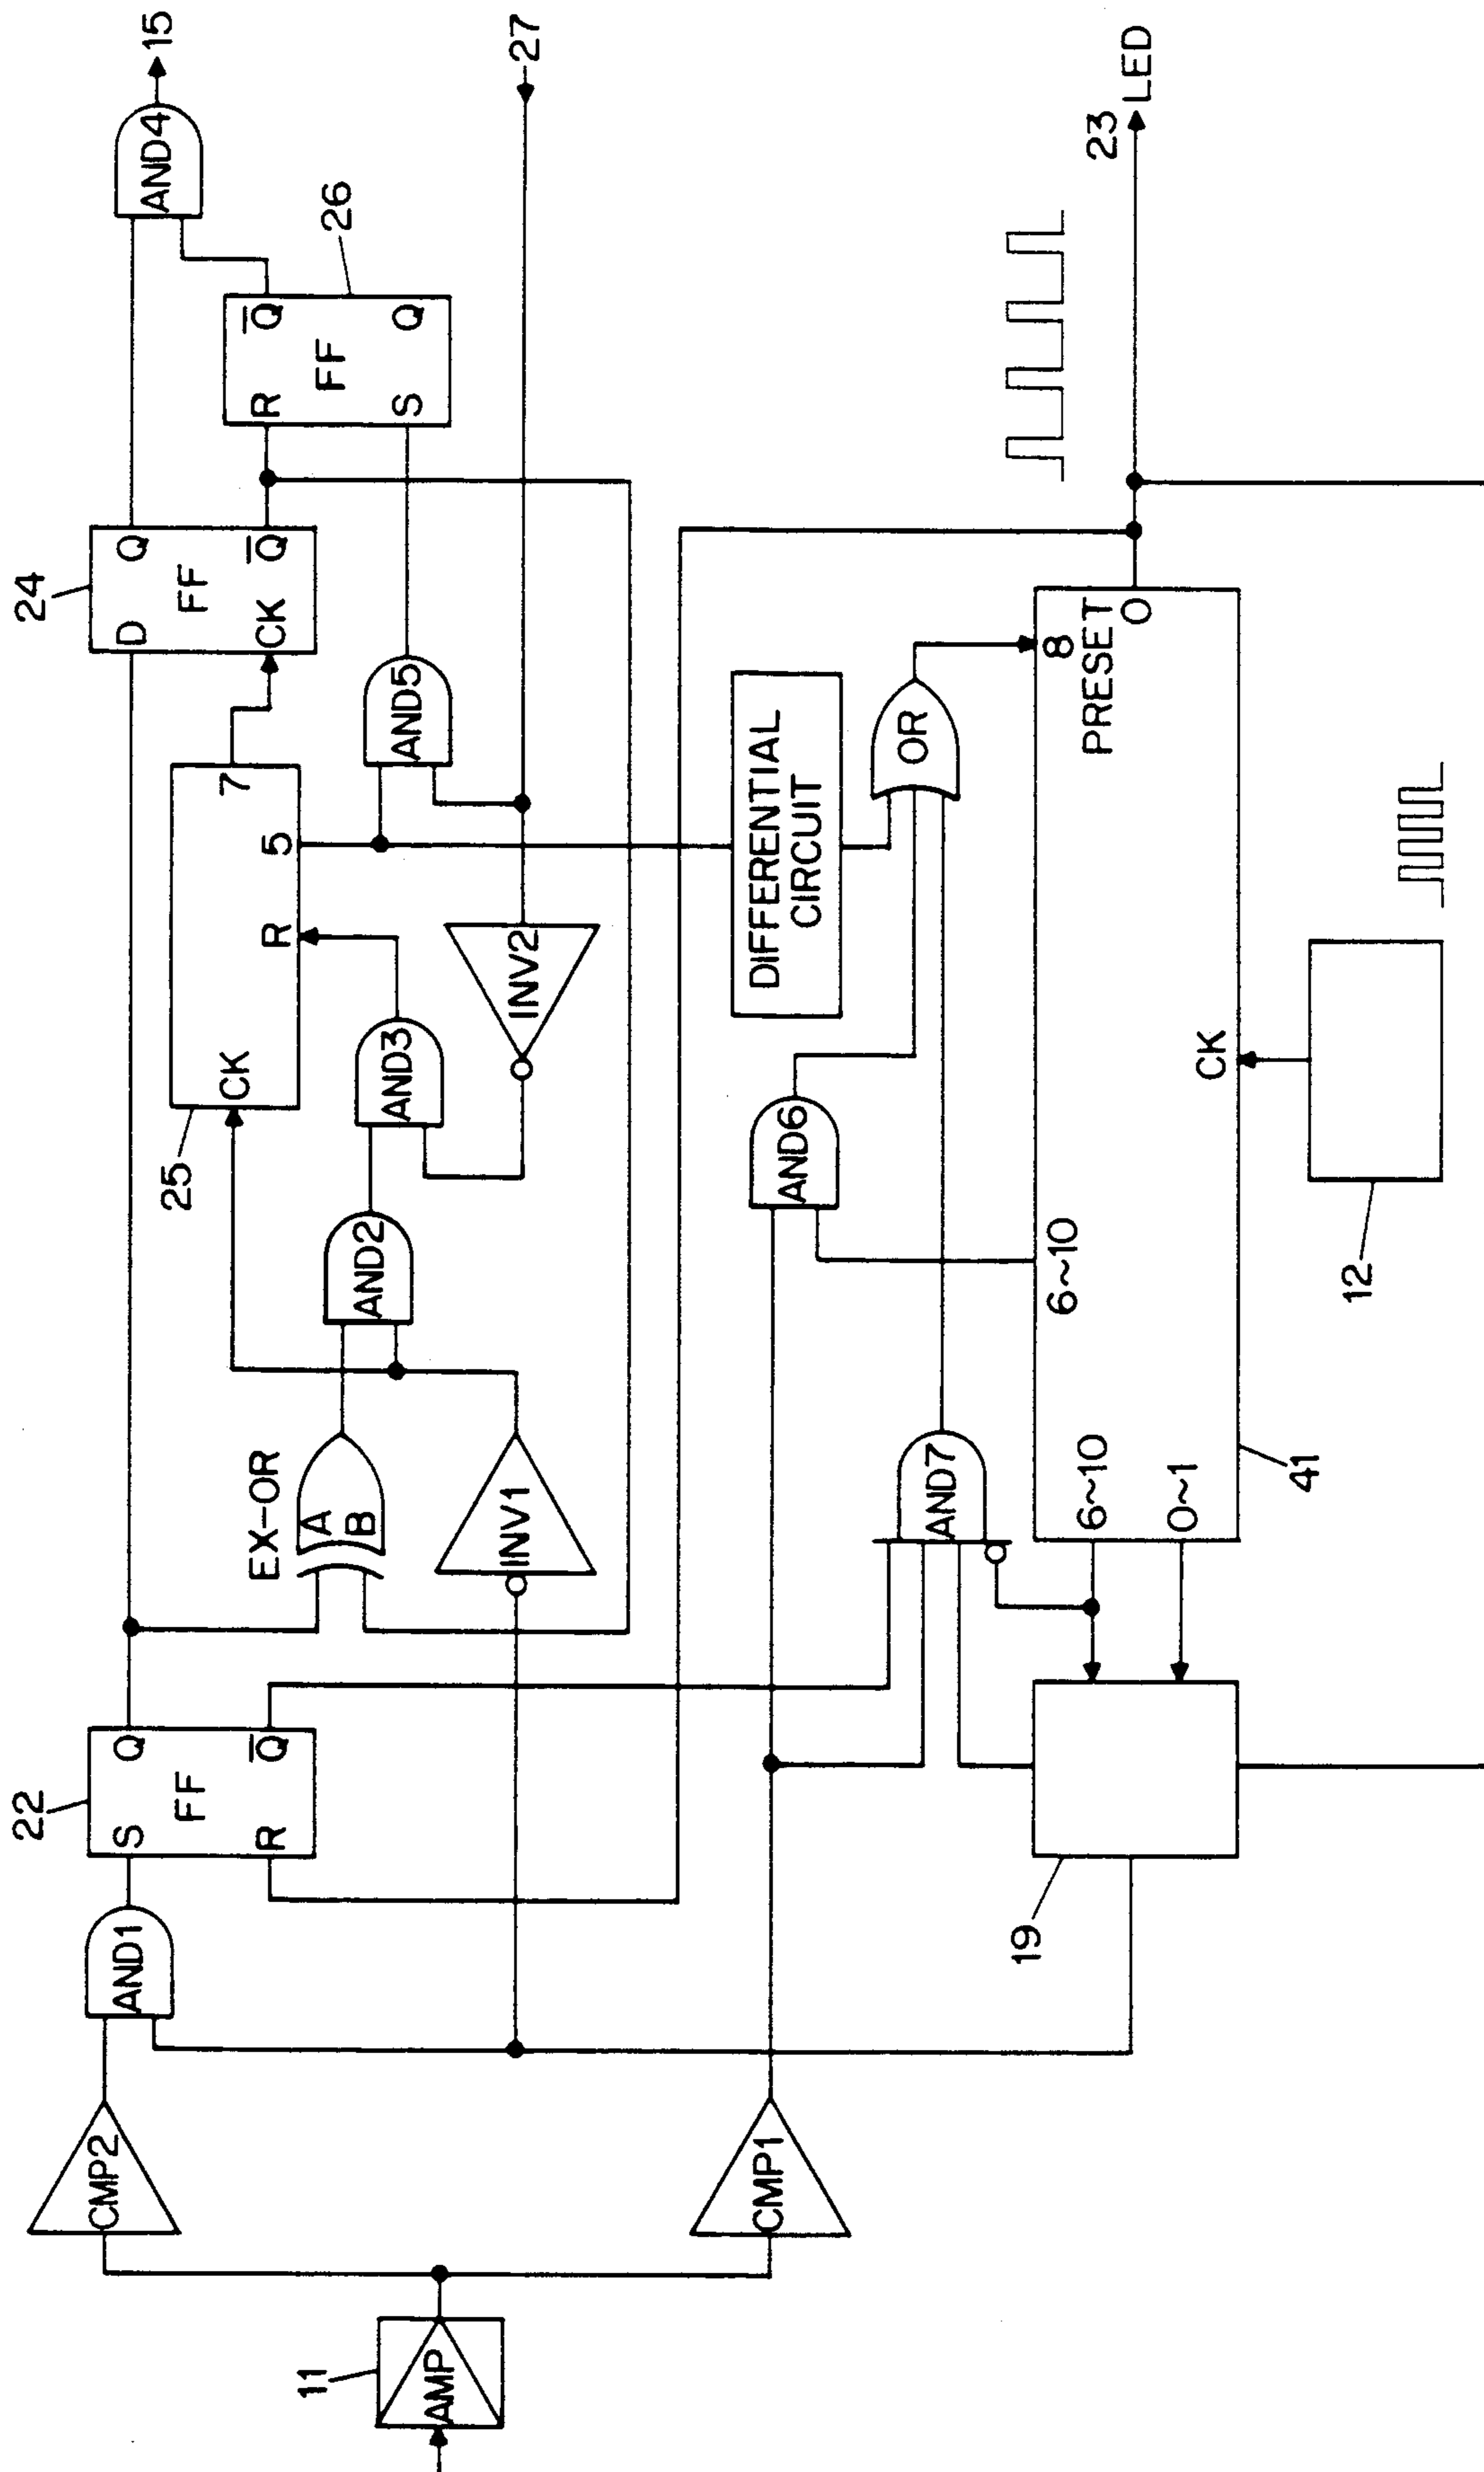 11
AMP
CMP2
CMP1
AND1
22
S
Q
FF
R
Q
19
EX-OR
A
B
INV1
AND2
AND3
INV2
25
CK
R
5
7
24
D
Q
FF
CK
Q
AND5
26
R
Q
FF
S
Q
AND4
15
27
AND7
AND6
DIFFERENTIAL
CIRCUIT
OR
6~10
0~1
6~10
CK
8
PRESET
0
41
12
23
LED